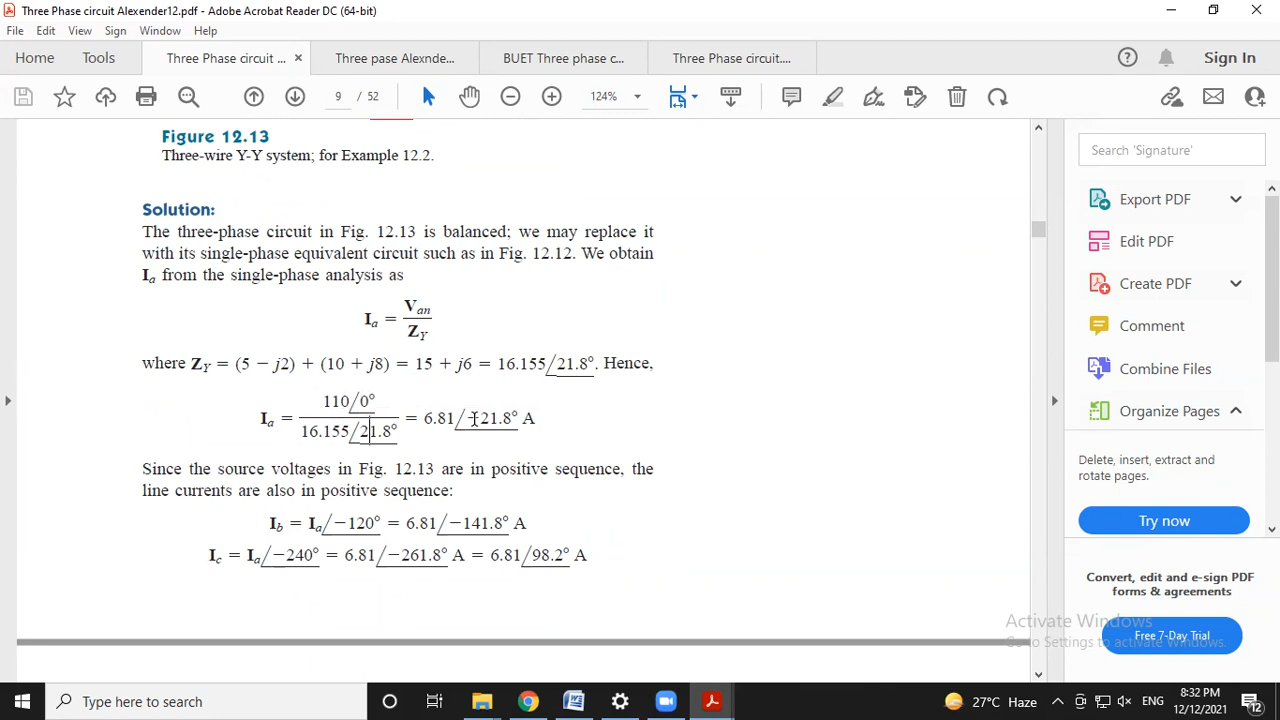 Three Phase circuit Alexender12.pdf - Adobe Acrobat Reader DC (64-bit)
File Edit View Sign Window Help
Home Tools Three Phase circuit ... × Three pase Alexnde... BUET Three phase c... Three Phase circuit.... Sign In
9 / 52 124%
Figure 12.13
Three-wire Y-Y system; for Example 12.2.
Search 'Signature'
Export PDF
Edit PDF
Create PDF
Comment
Combine Files
Organize Pages
Delete, insert, extract and
rotate pages.
Try now
Convert, edit and e-sign PDF
forms & agreements
Free 7-Day Trial
Solution:
The three-phase circuit in Fig. 12.13 is balanced; we may replace it
with its single-phase equivalent circuit such as in Fig. 12.12. We obtain
Ia from the single-phase analysis as
Ia = Van / ZY
where ZY = (5 − j2) + (10 + j8) = 15 + j6 = 16.155/21.8°. Hence,
Ia = 110/0° / 16.155/21.8° = 6.81/−21.8° A
Since the source voltages in Fig. 12.13 are in positive sequence, the
line currents are also in positive sequence:
Ib = Ia/−120° = 6.81/−141.8° A
Ic = Ia/−240° = 6.81/−261.8° A = 6.81/98.2° A
Activate Windows
Go to Settings to activate Windows.
Type here to search
27°C Haze
ENG
8:32 PM
12/12/2021
12